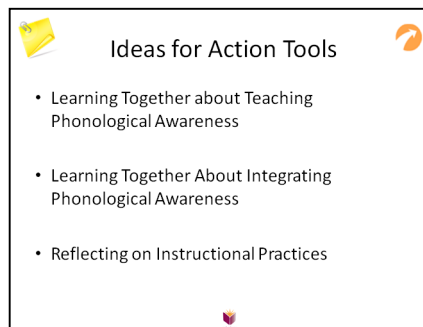 Ideas for Action Tools
• Learning Together about Teaching
Phonological Awareness
• Learning Together About Integrating
Phonological Awareness
• Reflecting on Instructional Practices